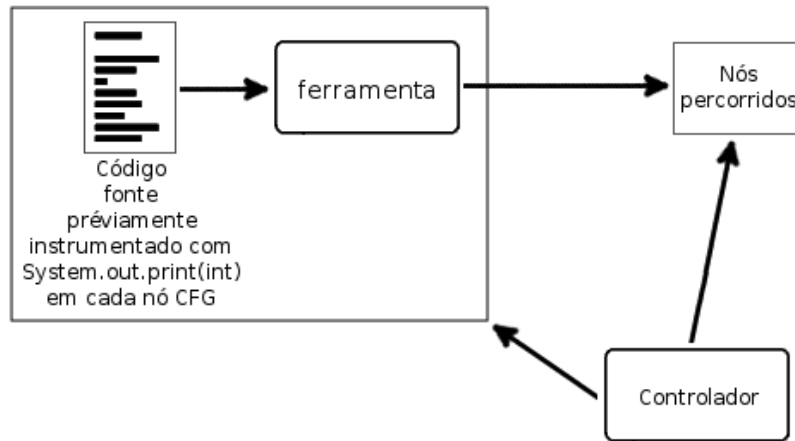 ferramenta
Código
fonte
préviamente
instrumentado com
System.out.print(int)
em cada nó CFG
Nós
percorridos
Controlador